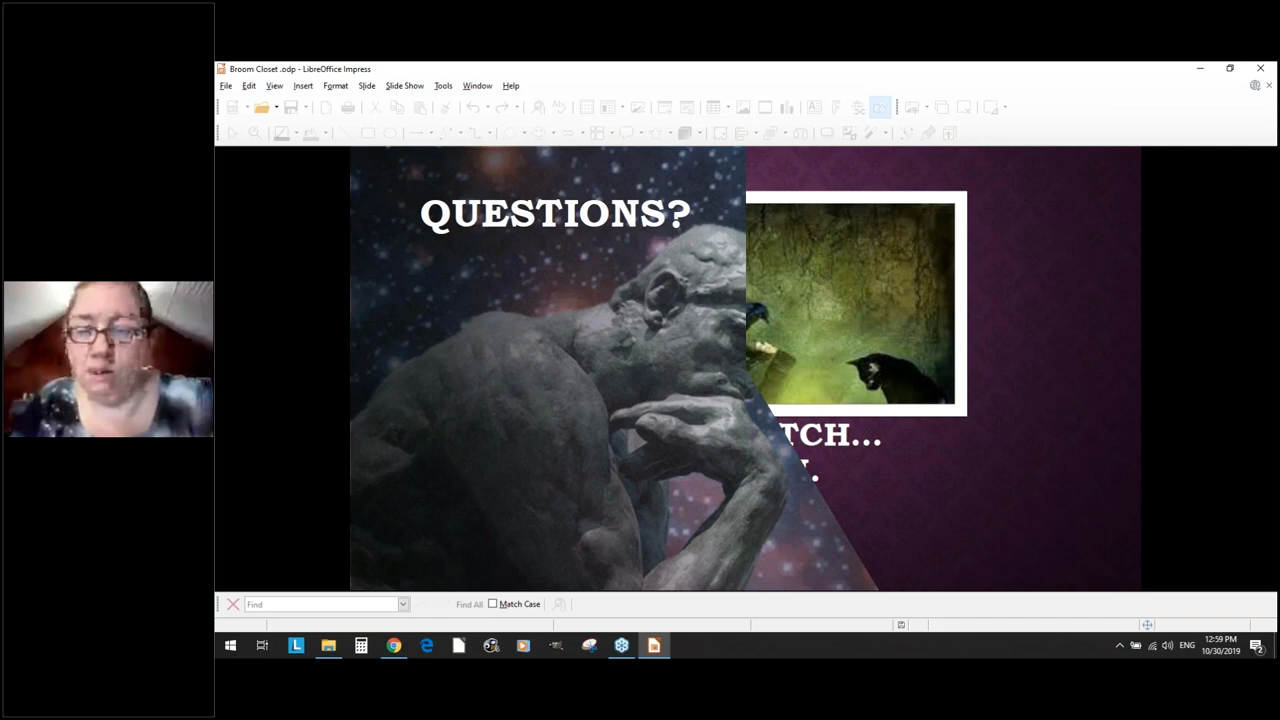 Broom Closet .odp - LibreOffice Impress
File Edit View Insert Format Slide Slide Show Tools Window Help
QUESTIONS?
TCH...
.
Find
Find All
Match Case
ENG
12:59 PM
10/30/2019
2